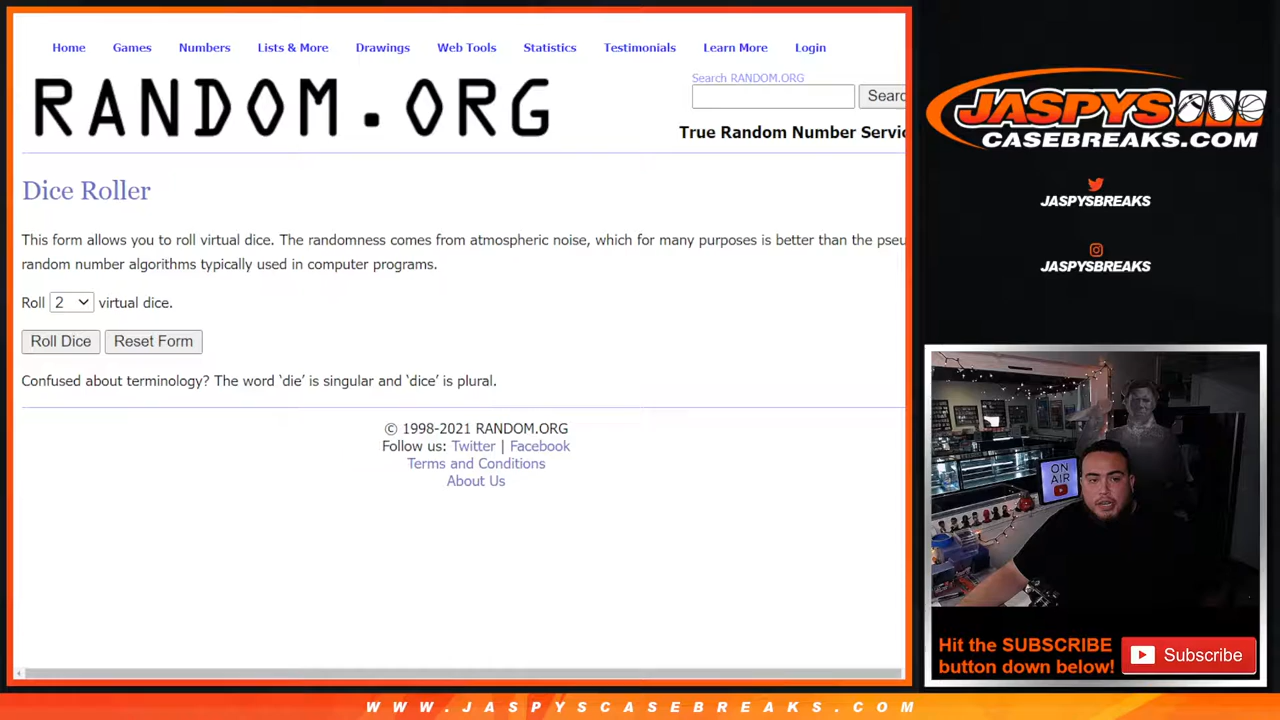 Home Games Numbers Lists & More Drawings Web Tools Statistics Testimonials Learn More Login
RANDOM.ORG
Search RANDOM.ORG
Searc
True Random Number Servic
Dice Roller
This form allows you to roll virtual dice. The randomness comes from atmospheric noise, which for many purposes is better than the pseu
random number algorithms typically used in computer programs.
Roll 2 virtual dice.
Roll Dice Reset Form
Confused about terminology? The word ‘die’ is singular and ‘dice’ is plural.
© 1998-2021 RANDOM.ORG
Follow us: Twitter | Facebook
Terms and Conditions
About Us
JASPYS
CASEBREAKS.COM
JASPYSBREAKS
JASPYSBREAKS
ON
AIR
Hit the SUBSCRIBE
button down below!
Subscribe
WWW.JASPYSCASEBREAKS.COM